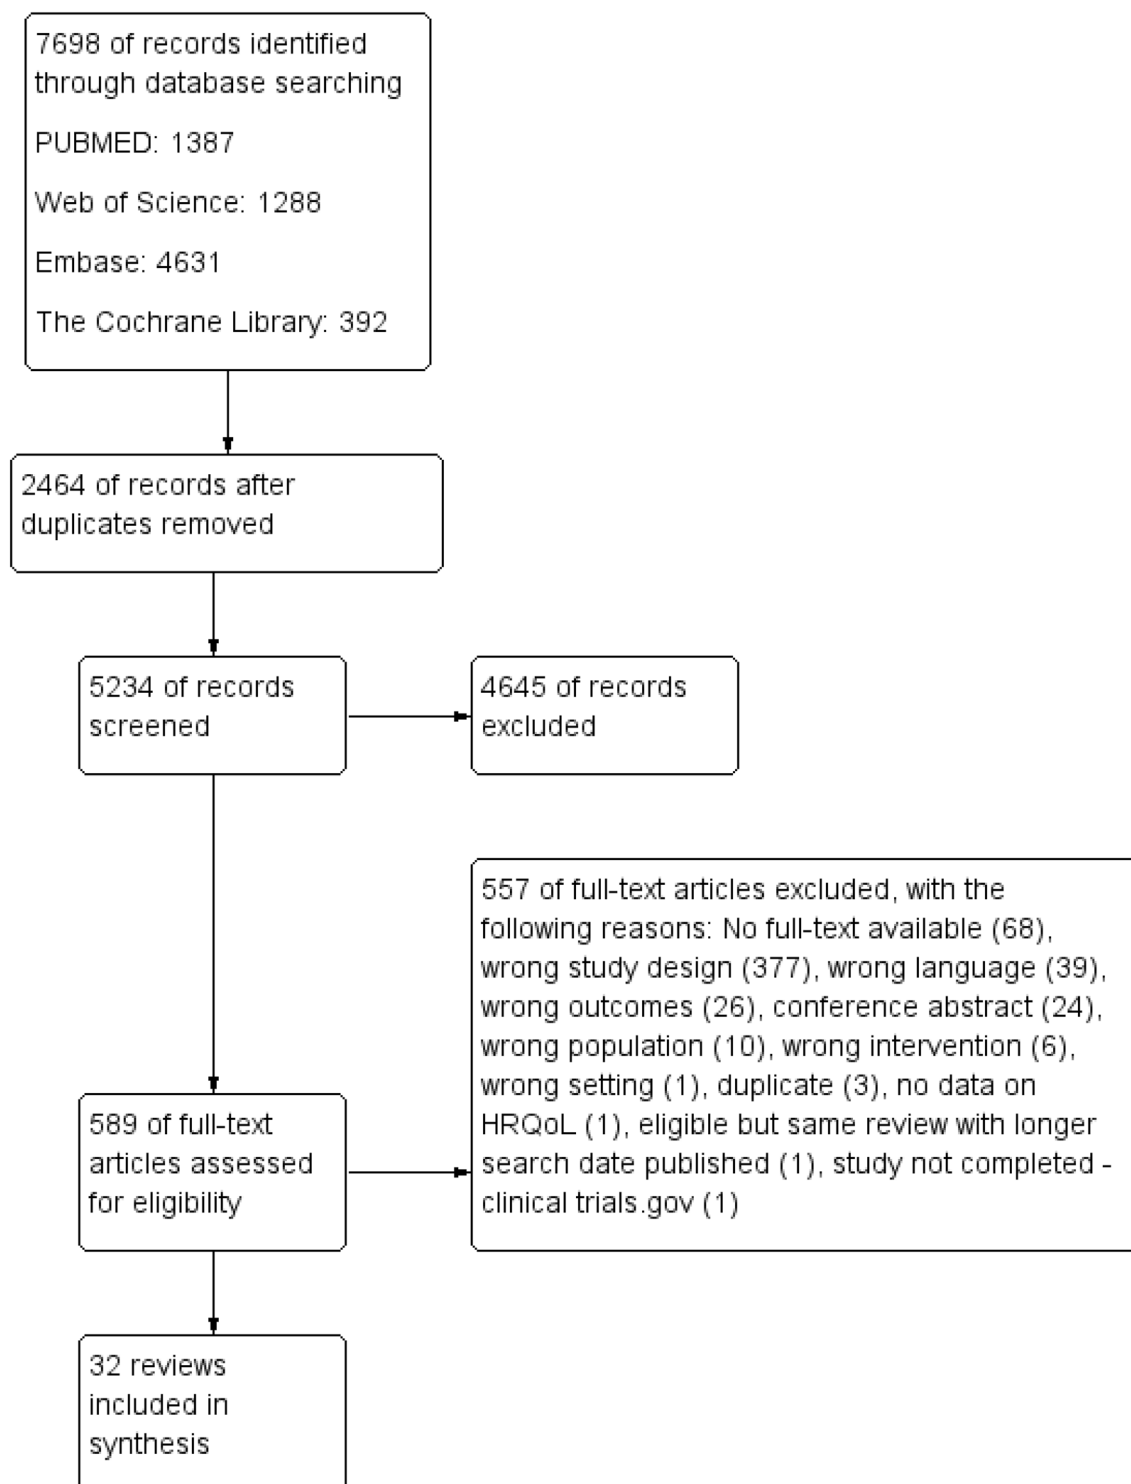 7698 of records identified
through database searching
PUBMED: 1387
Web of Science: 1288
Embase: 4631
The Cochrane Library: 392
2464 of records after
duplicates removed
5234 of records
screened
4645 of records
excluded
557 of full-text articles excluded, with the
following reasons: No full-text available (68),
wrong study design (377), wrong language (39),
wrong outcomes (26), conference abstract (24),
wrong population (10), wrong intervention (6),
wrong setting (1), duplicate (3), no data on
HRQoL (1), eligible but same review with longer
search date published (1), study not completed -
clinical trials.gov (1)
589 of full-text
articles assessed
for eligibility
32 reviews
included in
synthesis